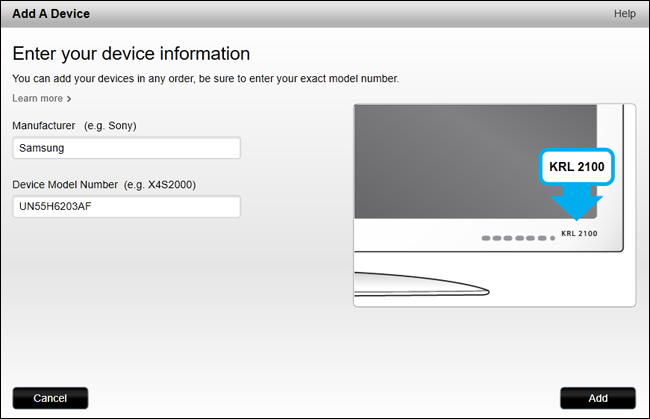 Add A Device
Help
Enter your device information
You can add your devices in any order, be sure to enter your exact model number.
Learn more >
Manufacturer (e.g. Sony)
Samsung
Device Model Number (e.g. X4S2000)
UN55H6203AF
KRL 2100
KRL 2100
Cancel
Add